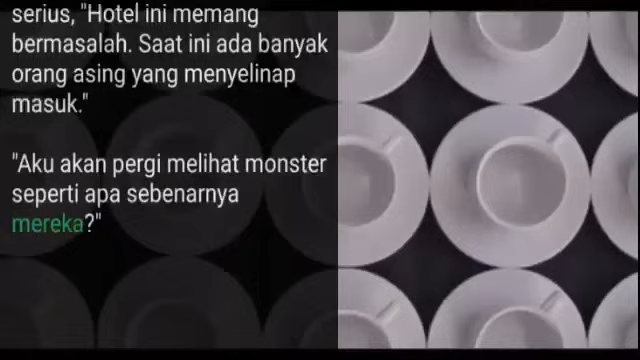 serius, "Hotel ini memang
bermasalah. Saat ini ada banyak
orang asing yang menyelinap
masuk."
"Aku akan pergi melihat monster
seperti apa sebenarnya
mereka?"